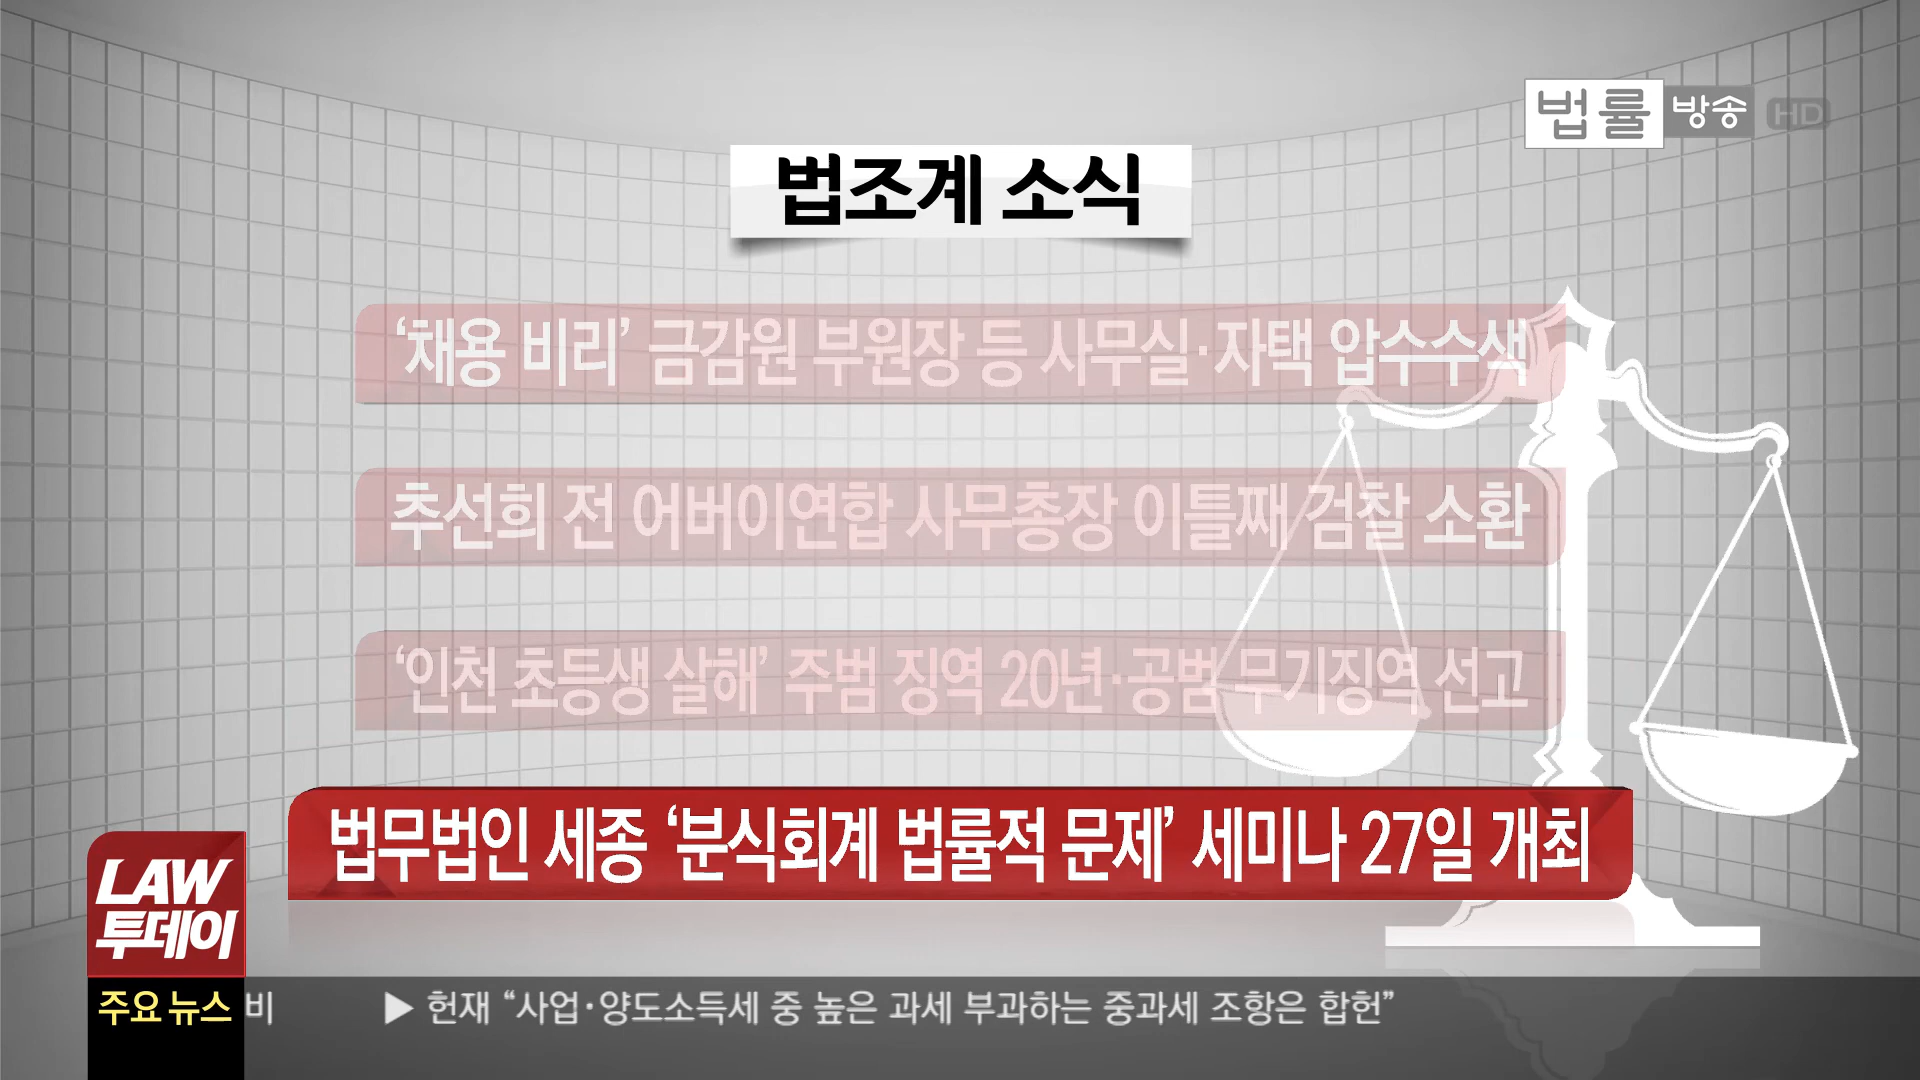 법률방송 HD
법조계 소식
‘채용 비리’ 금감원 부원장 등 사무실·자택 압수수색
추선희 전 어버이연합 사무총장 이틀째 검찰 소환
‘인천 초등생 살해’ 주범 징역 20년·공범 무기징역 선고
법무법인 세종 ‘분식회계 법률적 문제’ 세미나 27일 개최
LAW
투데이
주요 뉴스 비 ▶ 헌재 “사업·양도소득세 중 높은 과세 부과하는 중과세 조항은 합헌”